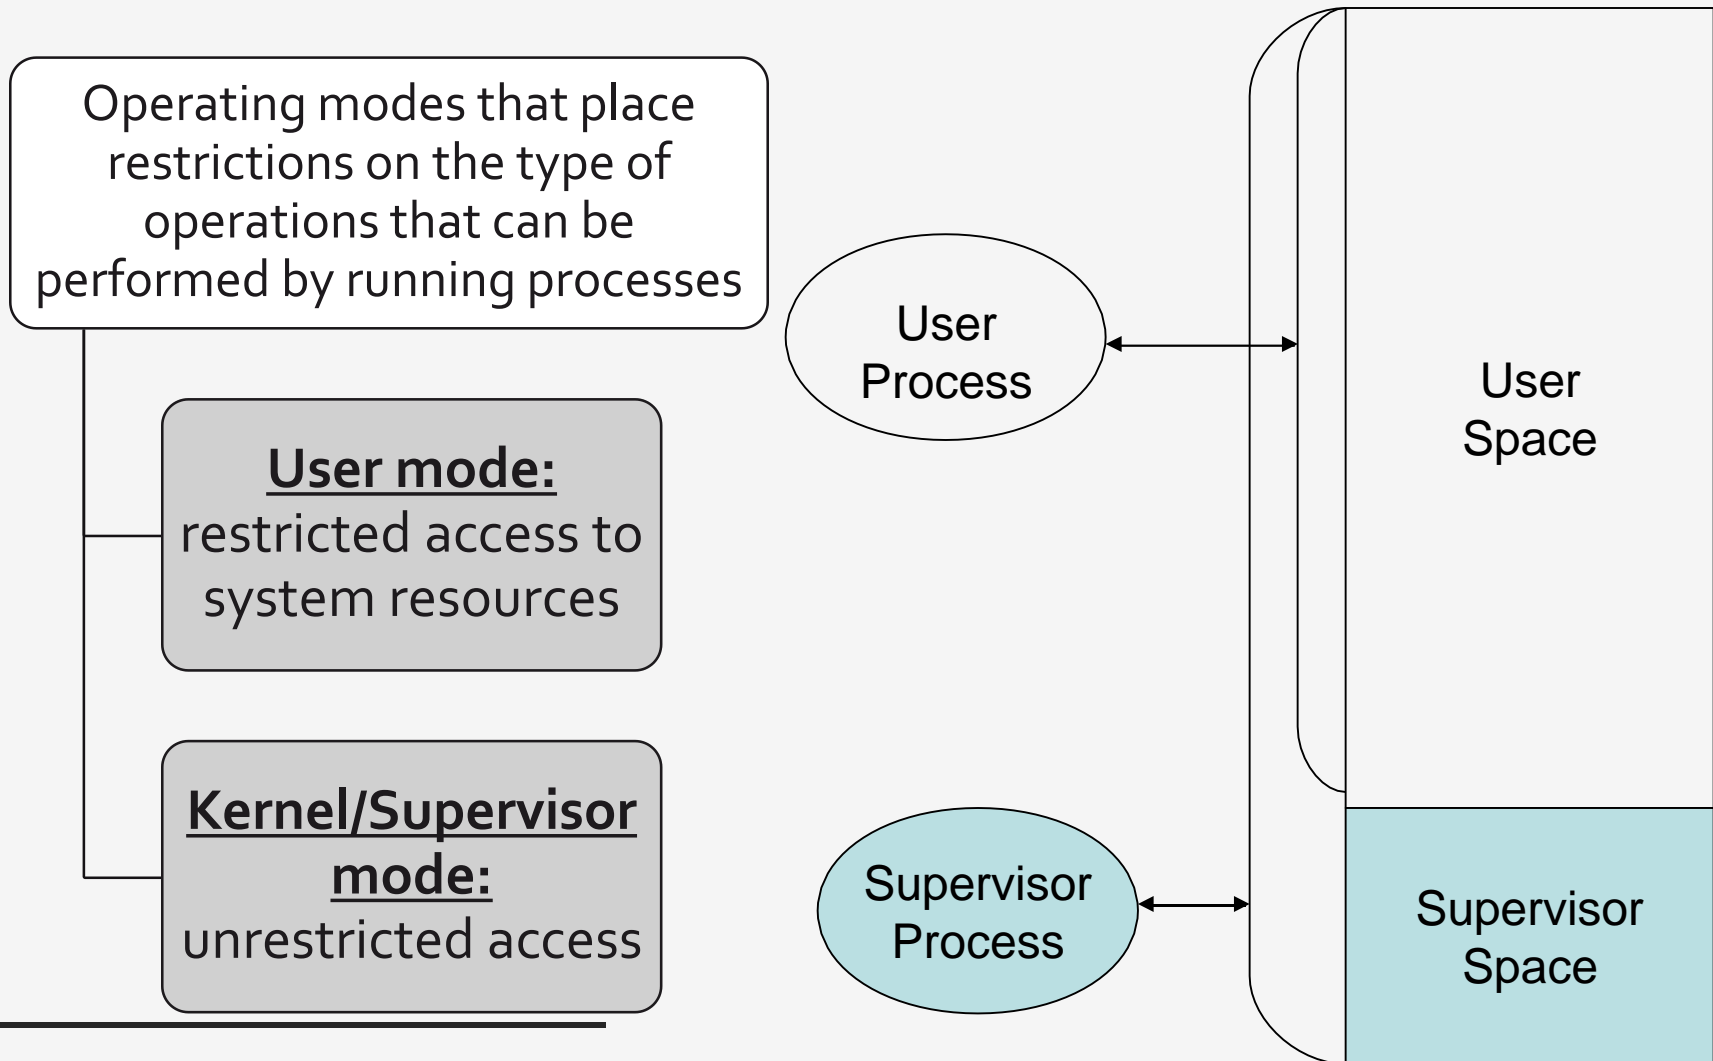 Operating modes that place
restrictions on the type of
operations that can be
performed by running processes
User mode:
restricted access to
system resources
Kernel/Supervisor
mode:
unrestricted access
User
Process
User
Space
Supervisor
Process
Supervisor
Space